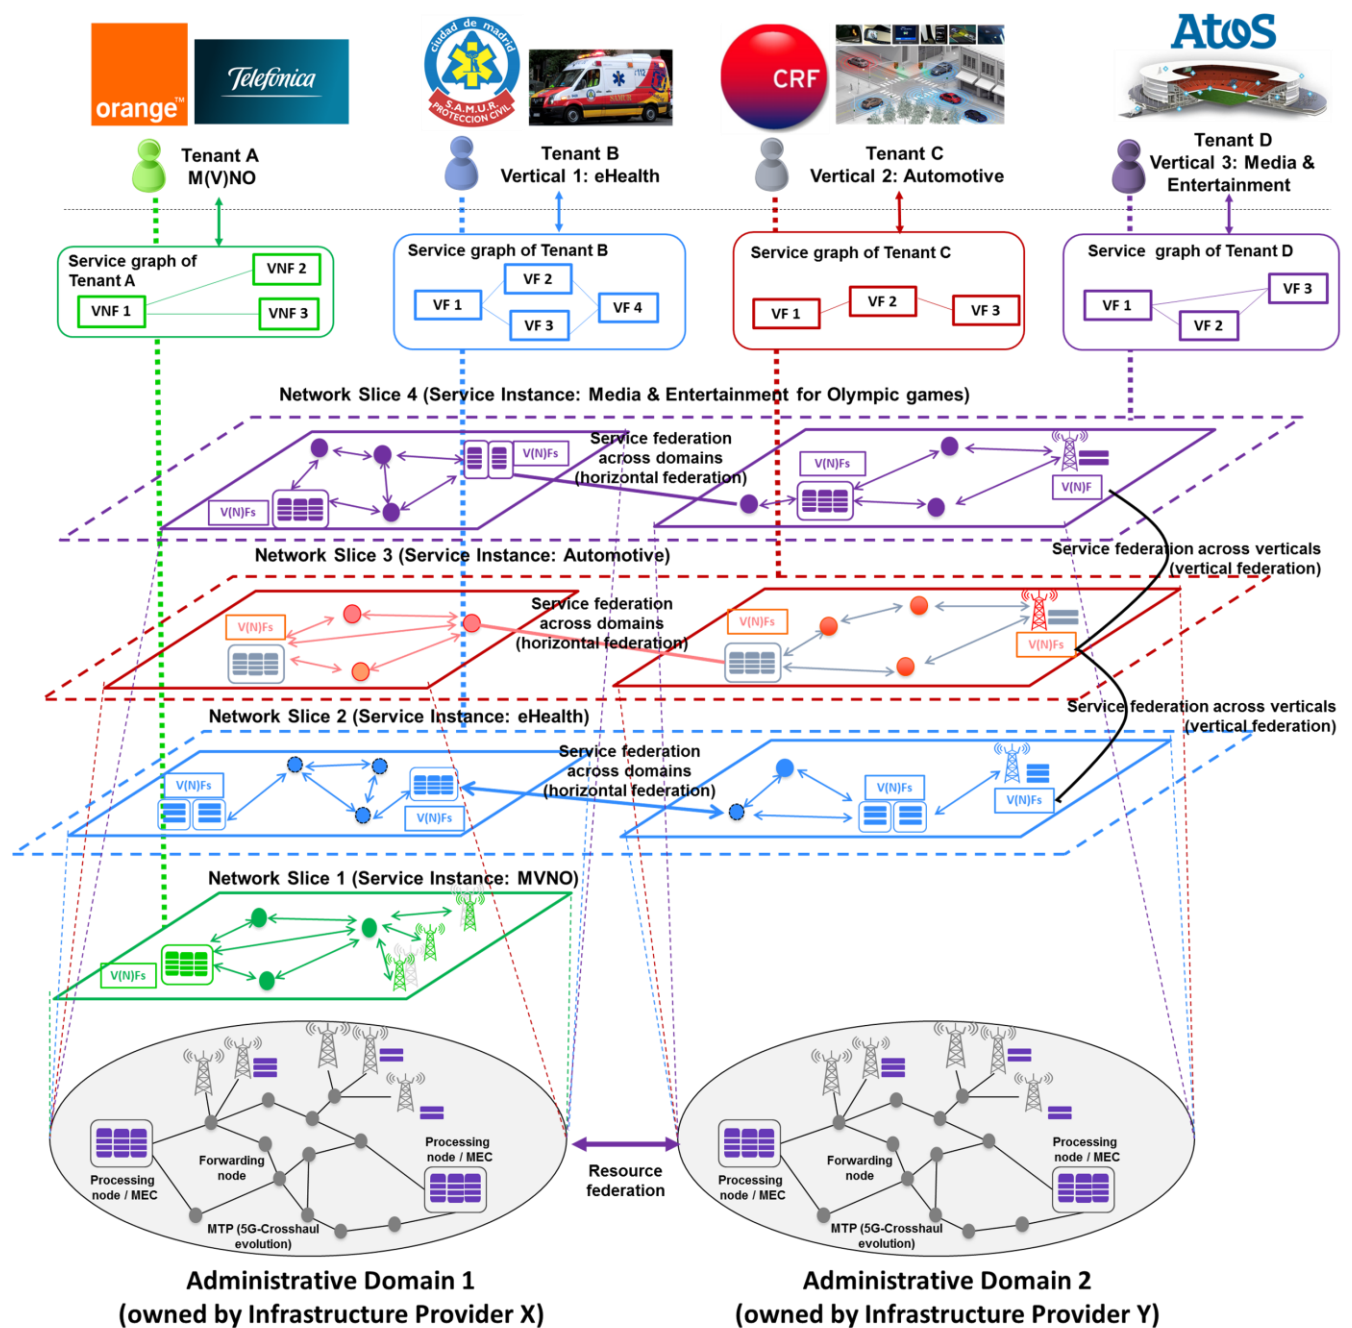 orange™
Telefónica
ciudad de madrid
S.A.M.U.R.
PROTECCION CIVIL
112
SAMUR
CRF
Atos
Tenant A
M(V)NO
Tenant B
Vertical 1: eHealth
Tenant C
Vertical 2: Automotive
Tenant D
Vertical 3: Media &
Entertainment
Service graph of
Tenant A
VNF 1
VNF 2
VNF 3
Service graph of Tenant B
VF 1
VF 2
VF 3
VF 4
Service graph of Tenant C
VF 1
VF 2
VF 3
Service graph of Tenant D
VF 1
VF 2
VF 3
Network Slice 4 (Service Instance: Media & Entertainment for Olympic games)
V(N)Fs
V(N)Fs
Service federation
across domains
(horizontal federation)
V(N)Fs
V(N)F
Service federation across verticals
(vertical federation)
Network Slice 3 (Service Instance: Automotive)
V(N)Fs
Service federation
across domains
(horizontal federation)
V(N)Fs
V(N)Fs
Service federation across verticals
(vertical federation)
Network Slice 2 (Service Instance: eHealth)
V(N)Fs
V(N)Fs
Service federation
across domains
(horizontal federation)
V(N)Fs
V(N)Fs
Network Slice 1 (Service Instance: MVNO)
V(N)Fs
Processing
node / MEC
Forwarding
node
Processing
node / MEC
MTP (5G-Crosshaul
evolution)
Resource
federation
Processing
node / MEC
Forwarding
node
Processing
node / MEC
MTP (5G-Crosshaul
evolution)
Administrative Domain 1
(owned by Infrastructure Provider X)
Administrative Domain 2
(owned by Infrastructure Provider Y)